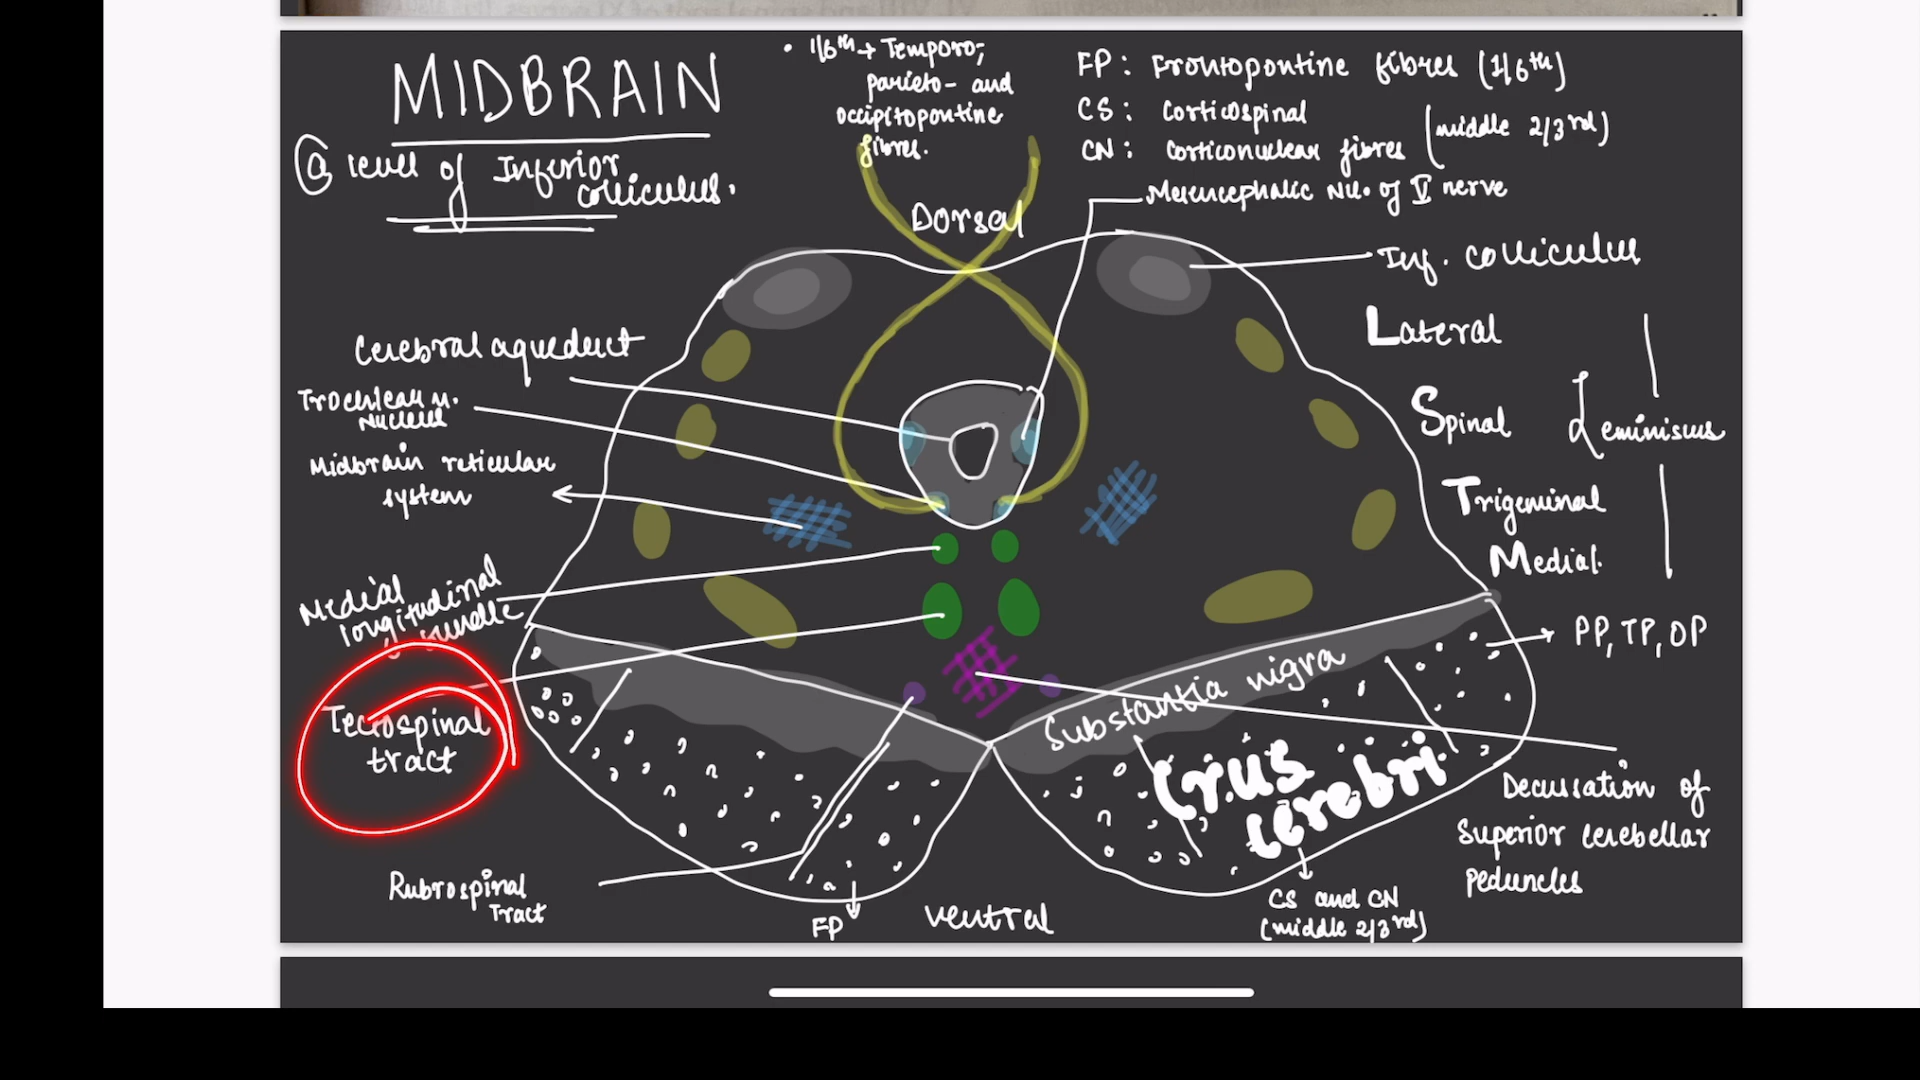 MIDBRAIN
@ level of Inferior
colliculus.
• 1/6th → Temporo-,
parieto- and
occipitopontine
fibres.
FP: Frontopontine fibres (1/6th)
CS: Corticospinal
CN: Corticonuclear fibres
(middle 2/3rd)
Mesencephalic Nu. of V nerve
Dorsal
Inf. colliculus
Lateral
Spinal
Leminiscus
Trigeminal
Medial.
PP, TP, OP
Cerebral aqueduct
Trochlear n.
Nucleus
Midbrain reticular
system
Medial
longitudinal
bundle
Tectospinal
tract
Rubrospinal
Tract
FP
ventral
Substantia nigra
Crus
cerebri
CS and CN
(middle 2/3rd)
Decussation of
Superior cerebellar
peduncles